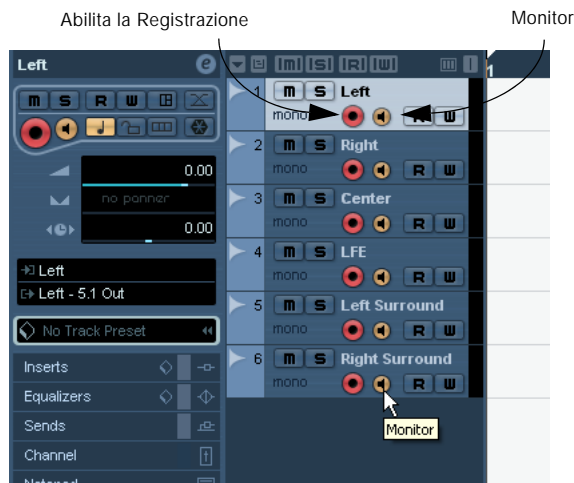 Abilita la Registrazione
Monitor
Left
e
m S R W
0.00
no panner
0.00
Left
Left - 5.1 Out
No Track Preset
Inserts
Equalizers
Sends
Channel
Notepad
m S R W
1
1 m S Left
mono R W
2 m S Right
mono R W
3 m S Center
mono R W
4 m S LFE
mono R W
5 m S Left Surround
mono R W
6 m S Right Surround
mono R W
Monitor